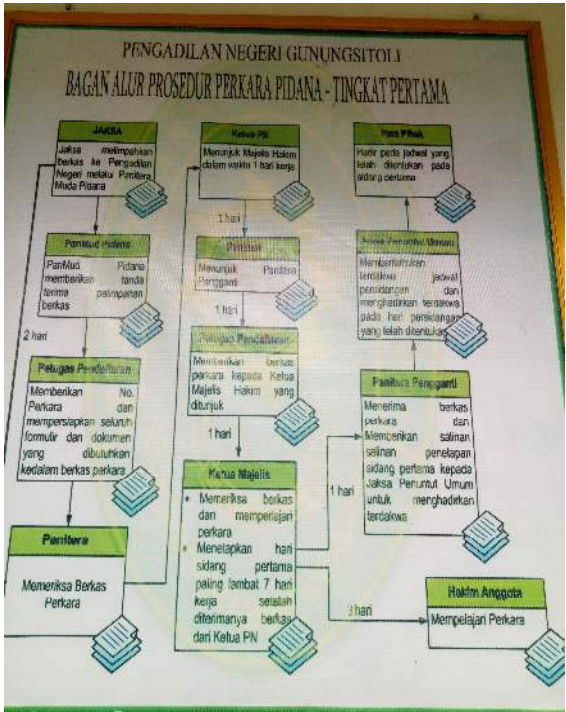 PENGADILAN NEGERI GUNUNGSITOLI
BAGAN ALUR PROSEDUR PERKARA PIDANA - TINGKAT PERTAMA
JAKSA
Jaksa melimpahkan
berkas ke Pengadilan
Negeri melalui Panitera
Muda Pidana
PanMud Pidana
PanMud Pidana
memberikan tanda
terima pelimpahan
berkas
2 hari
Petugas Pendaftaran
Memberikan No.
Perkara dan
mempersiapkan seluruh
formulir dan dokumen
yang dibutuhkan
kedalam berkas perkara
Panitera
Memeriksa Berkas
Perkara
Ketua PN
Menunjuk Majelis Hakim
dalam waktu 1 hari kerja
1 hari
Panitera
Menunjuk Panitera
Pengganti
1 hari
Petugas Pendaftaran
Memberikan berkas
perkara kepada Ketua
Majelis Hakim yang
ditunjuk
1 hari
Ketua Majelis
• Memeriksa berkas
dan mempelajari
perkara
• Menetapkan hari
sidang pertama
paling lambat 7 hari
kerja setelah
diterimanya berkas
dari Ketua PN
1 hari
3 hari
Para Pihak
Hadir pada jadwal yang
telah ditentukan pada
sidang pertama
Jaksa Penuntut Umum
Memberitahukan
terdakwa jadwal
persidangan dan
menghadirkan terdakwa
pada hari persidangan
yang telah ditentukan
Panitera Pengganti
Menerima berkas
perkara dan
Memberikan salinan
salinan penetapan
sidang pertama kepada
Jaksa Penuntut Umum
untuk menghadirkan
terdakwa
Hakim Anggota
Mempelajari Perkara